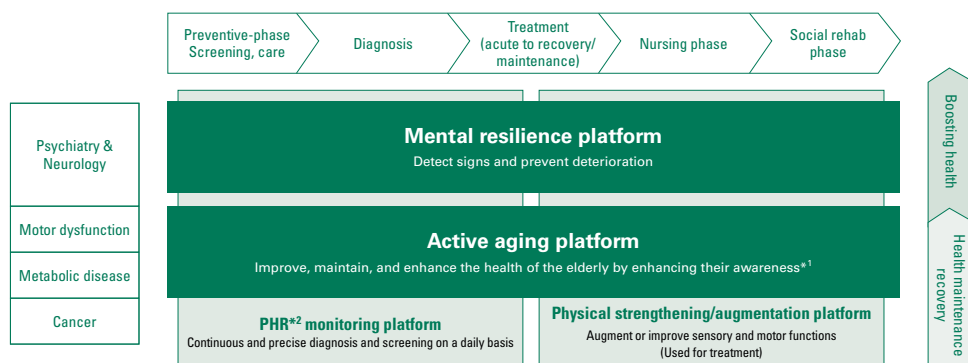 Preventive-phase
Screening, care
Diagnosis
Treatment
(acute to recovery/
maintenance)
Nursing phase
Social rehab
phase
Psychiatry &
Neurology
Motor dysfunction
Metabolic disease
Cancer
Mental resilience platform
Detect signs and prevent deterioration
Active aging platform
Improve, maintain, and enhance the health of the elderly by enhancing their awareness*1
PHR*2 monitoring platform
Continuous and precise diagnosis and screening on a daily basis
Physical strengthening/augmentation platform
Augment or improve sensory and motor functions
(Used for treatment)
Boosting health
Health maintenance
recovery